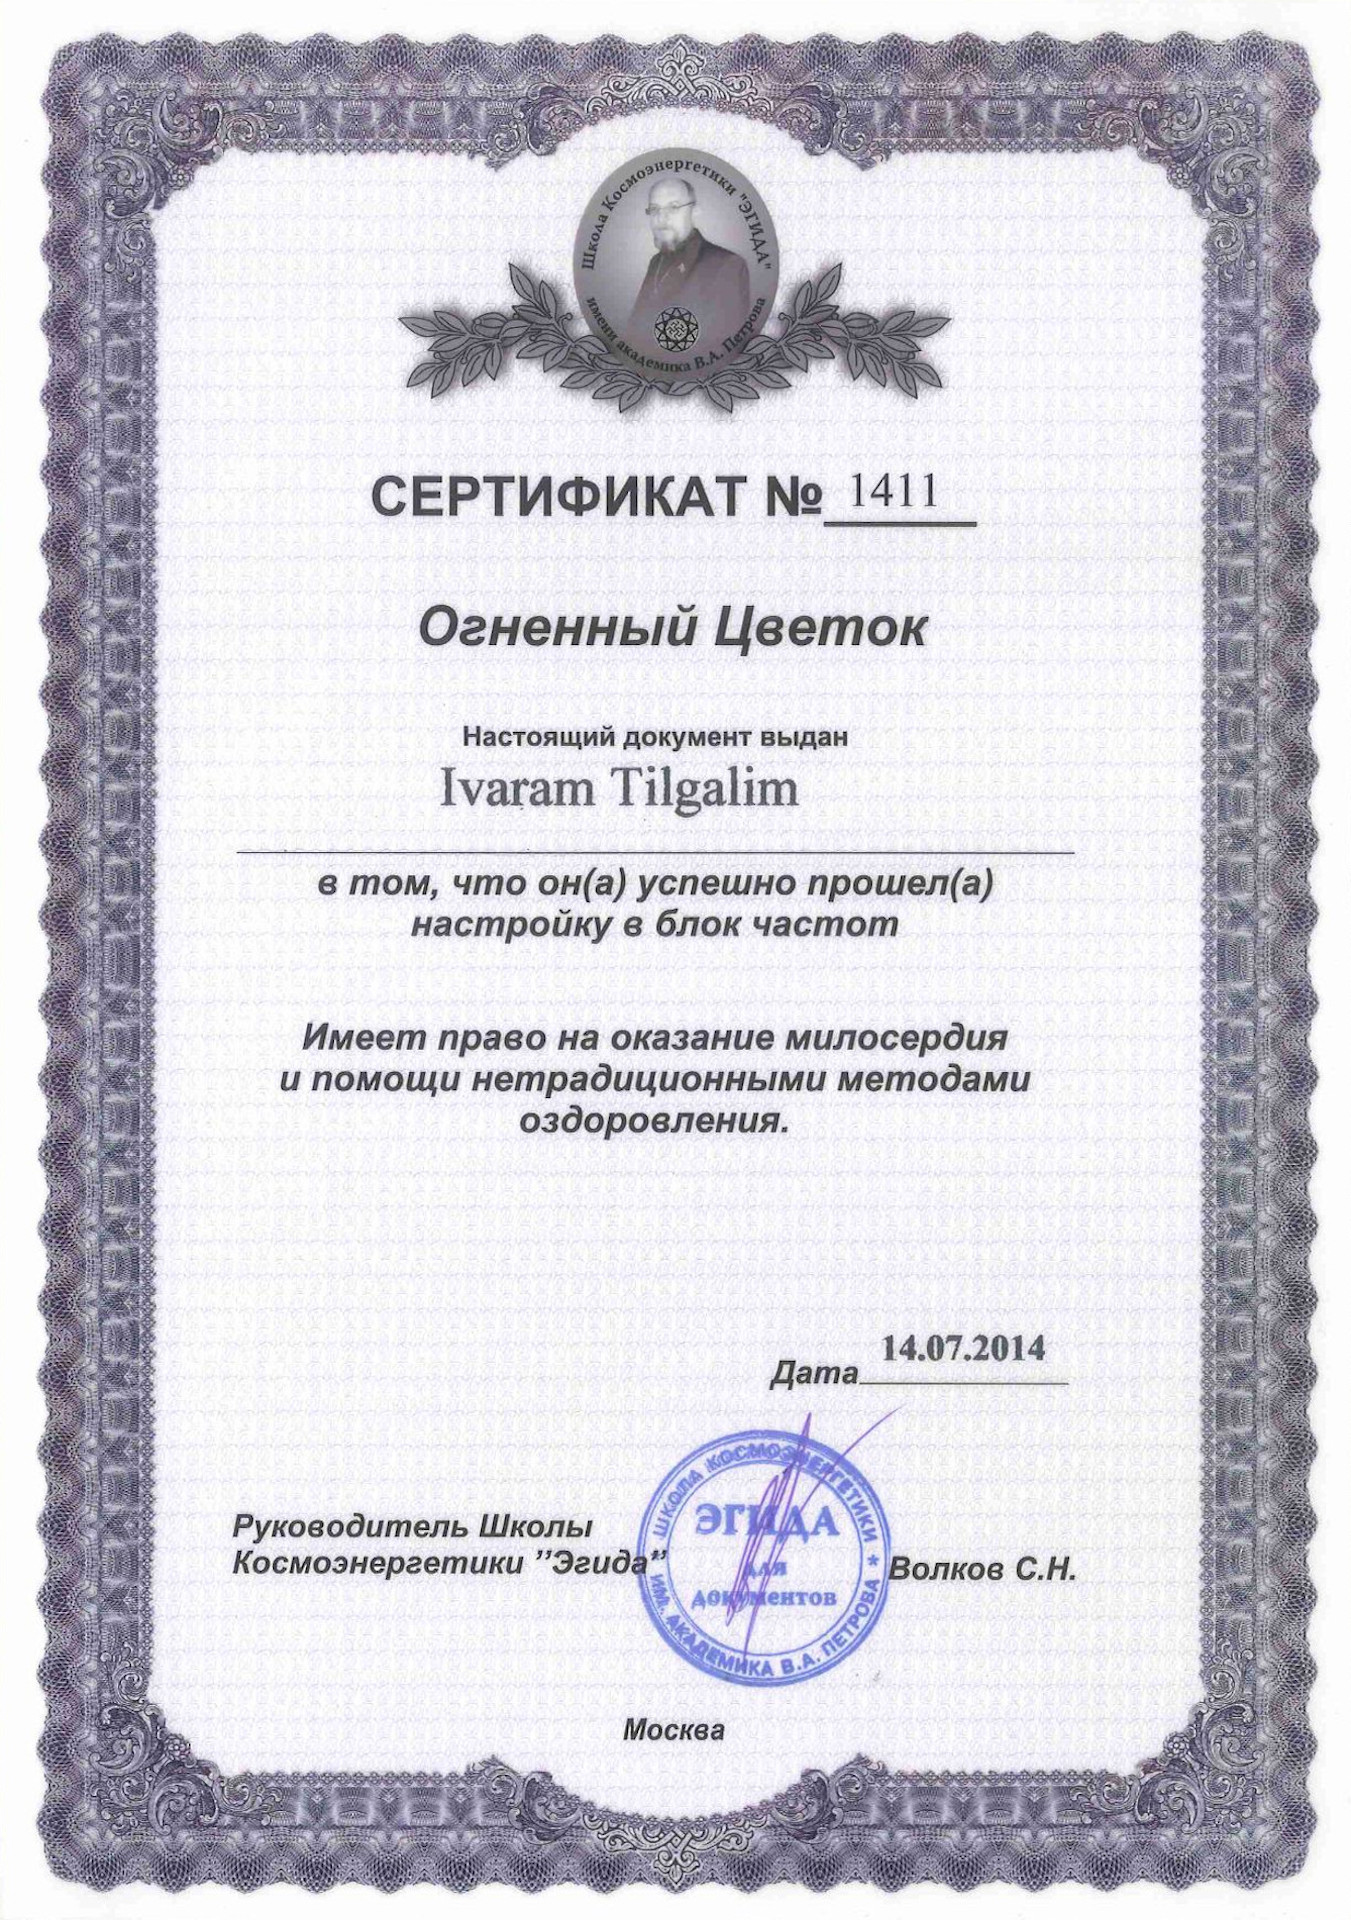 Школа Космоэнергетики "ЭГИДА"
имени академика В.А. Петрова
СЕРТИФИКАТ № 1411
Огненный Цветок
Настоящий документ выдан
Ivaram Tilgalim
в том, что он(а) успешно прошел(а)
настройку в блок частот
Имеет право на оказание милосердия
и помощи нетрадиционными методами
оздоровления.
Дата 14.07.2014
Руководитель Школы
Космоэнергетики ’’Эгида’’
Волков С.Н.
ШКОЛА КОСМОЭНЕРГЕТИКИ *
ИМ. АКАДЕМИКА В.А. ПЕТРОВА
ЭГИДА
для
документов
Москва